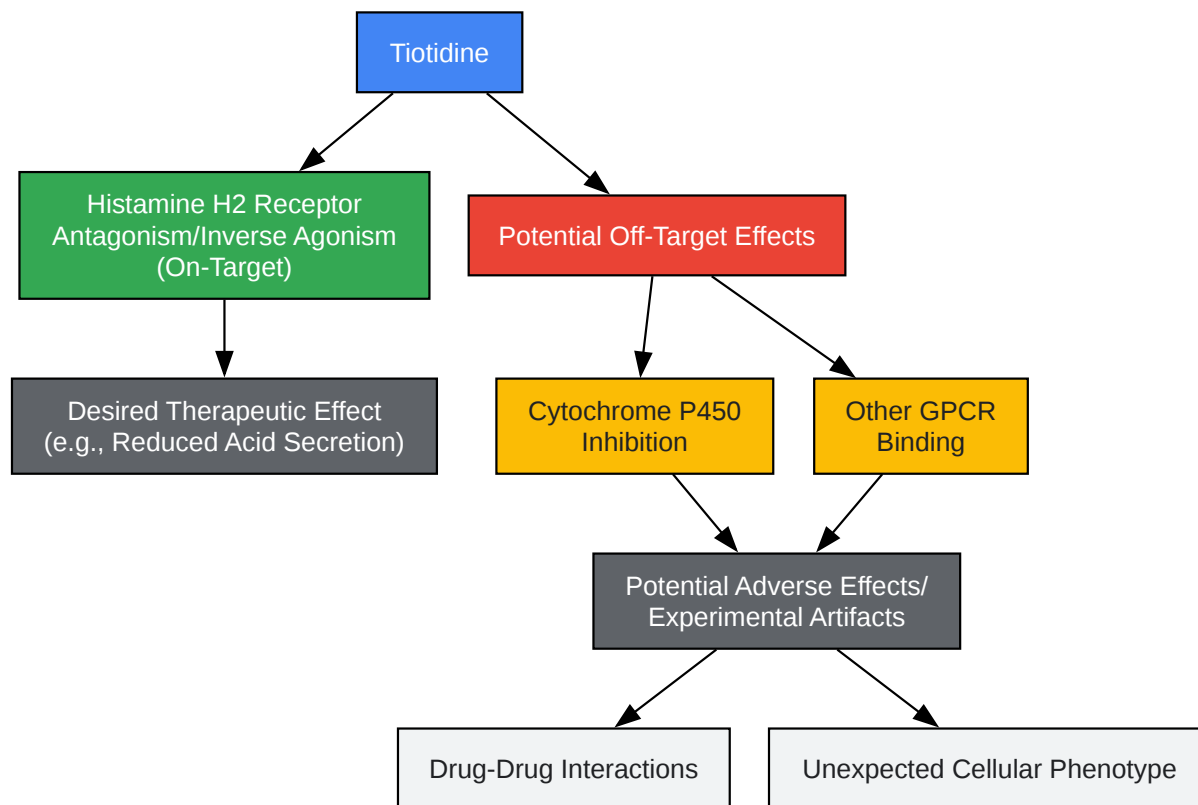 Tiotidine
Histamine H2 Receptor
Antagonism/Inverse Agonism
(On-Target)
Potential Off-Target Effects
Desired Therapeutic Effect
(e.g., Reduced Acid Secretion)
Cytochrome P450
Inhibition
Other GPCR
Binding
Potential Adverse Effects/
Experimental Artifacts
Drug-Drug Interactions
Unexpected Cellular Phenotype